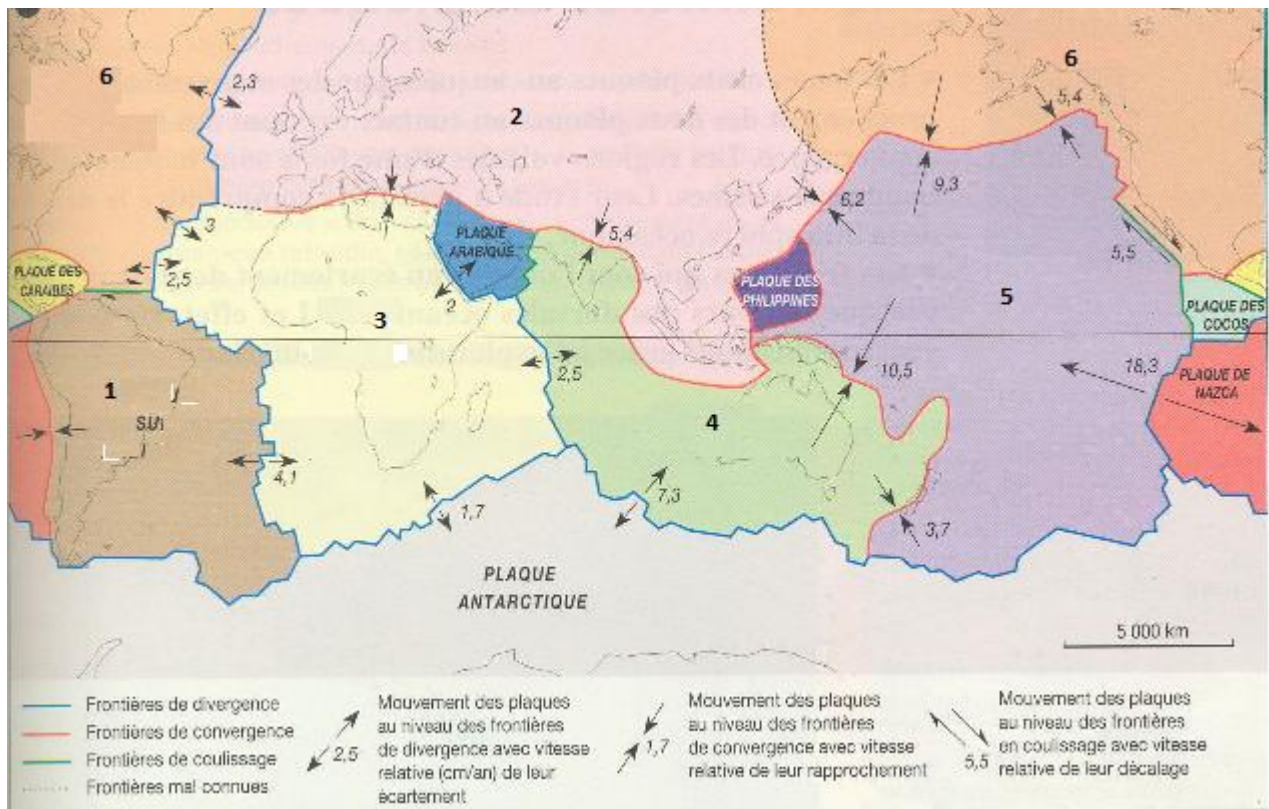 6
2,3
2
6
5,4
9,3
6,2
3
PLAQUE
ARABIQUE
5,4
5,5
PLAQUE DES
CARAIBES
2,5
2
PLAQUE DES
PHILIPPINES
5
PLAQUE DES
COCOS
3
1
2,5
10,5
18,3
PLAQUE DE
NAZCA
4
4,1
1,7
7,3
3,7
PLAQUE
ANTARCTIQUE
5 000 km
Frontières de divergence
Frontières de convergence
Frontières de coulissage
Frontières mal connues
2,5
Mouvement des plaques
au niveau des frontières
de divergence avec vitesse
relative (cm/an) de leur
écartement
1,7
Mouvement des plaques
au niveau des frontières
de convergence avec vitesse
relative de leur rapprochement
5,5
Mouvement des plaques
au niveau des frontières
en coulissage avec vitesse
relative de leur décalage